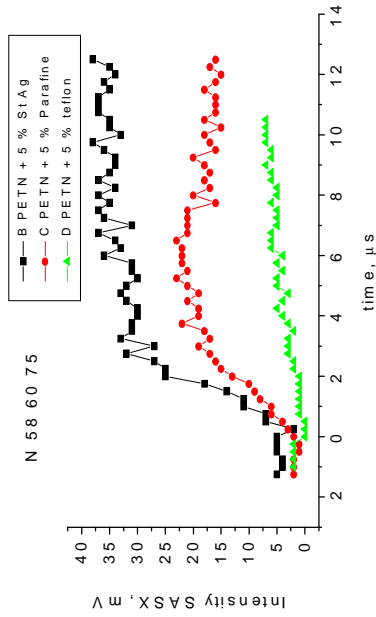 N 58 60 75
B PETN + 5 % StAg
C PETN + 5 % Parafine
D PETN + 5 % teflon
Intensity SASX, mV
40
35
30
25
20
15
10
5
0
2 0 2 4 6 8 10 12 14
time, µs